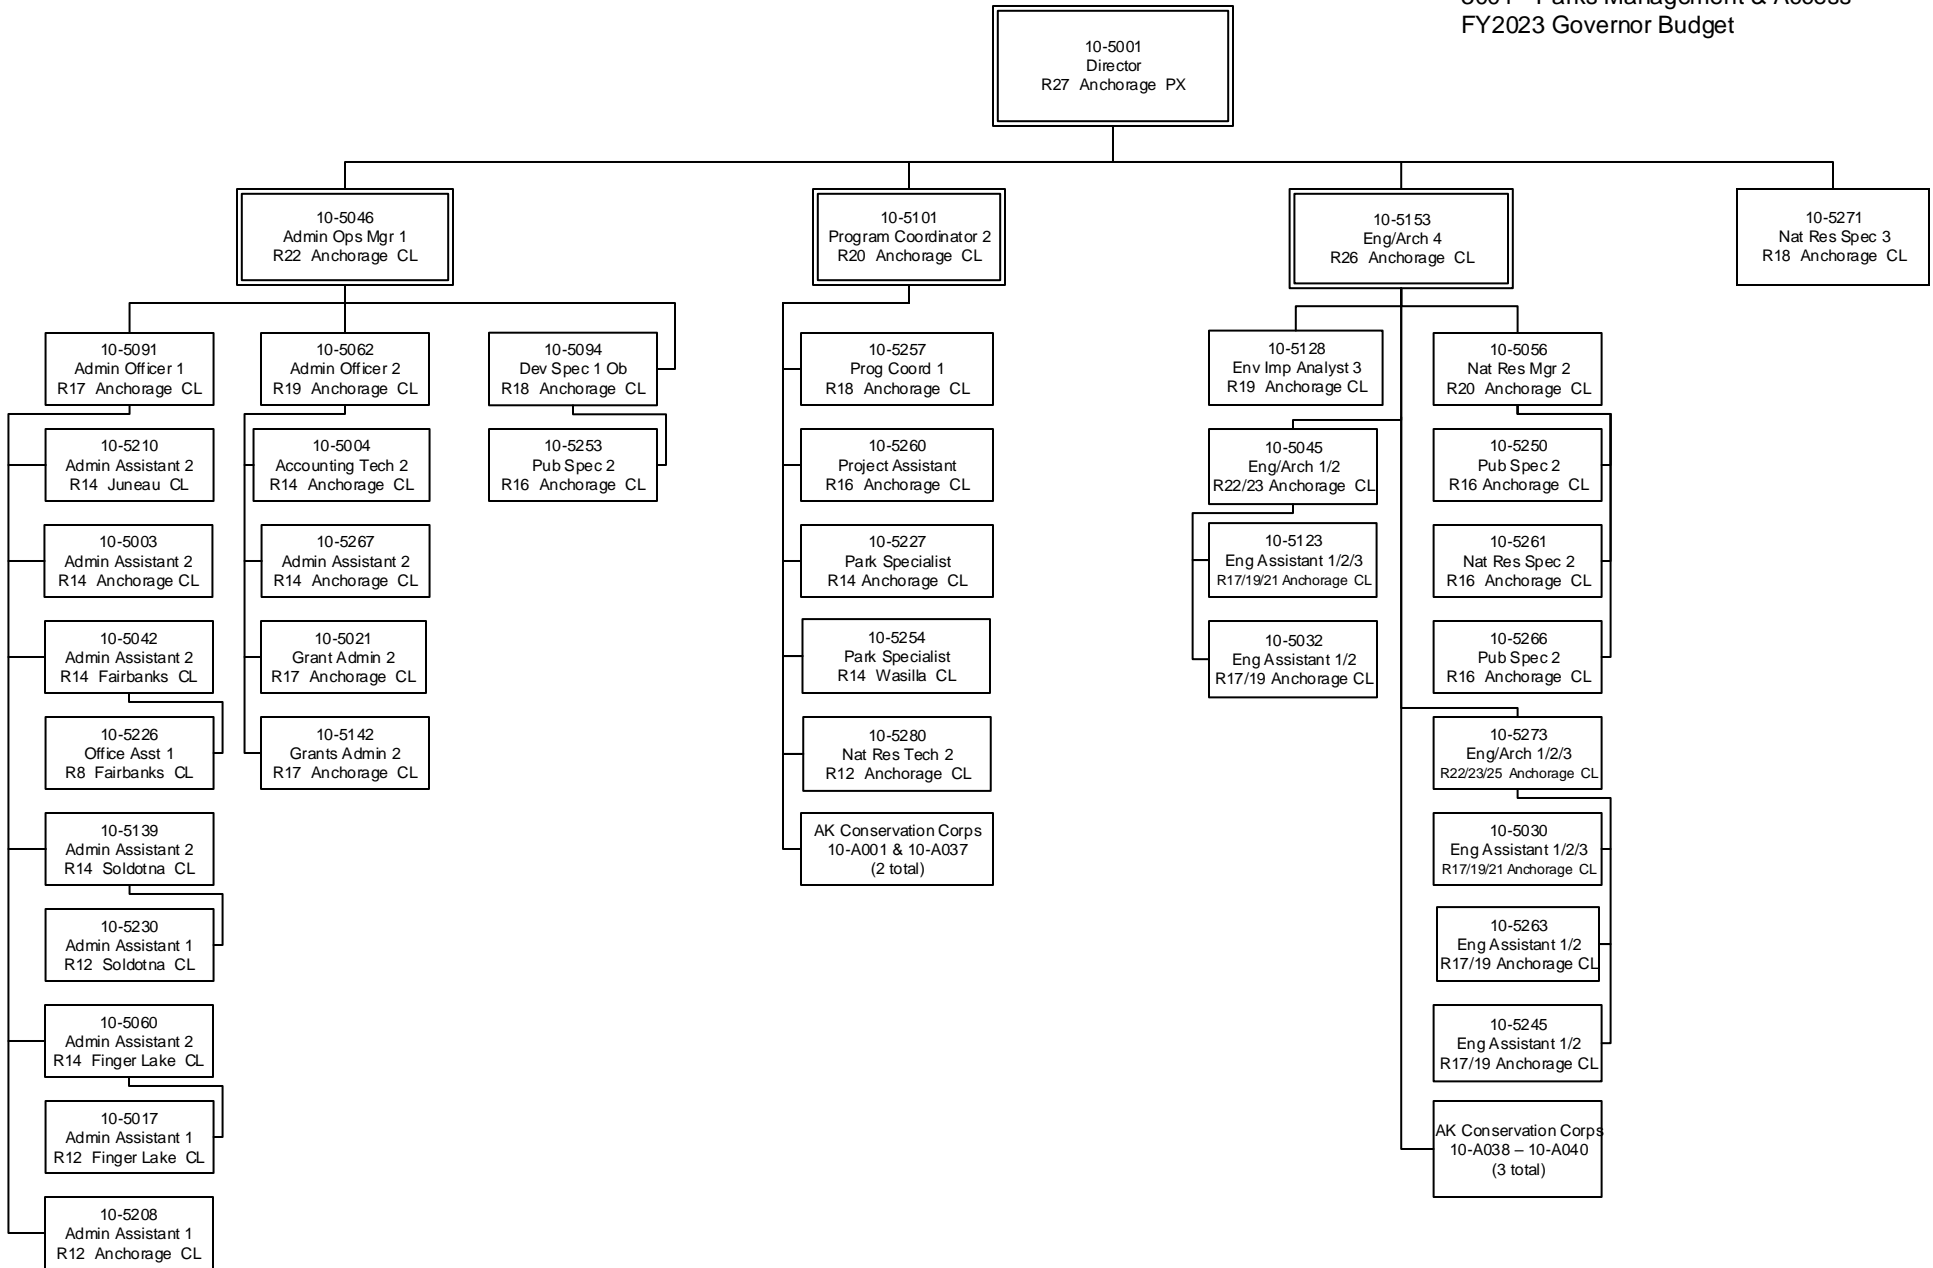 FY2023 Governor Budget
10-5001
Director
R27 Anchorage PX
10-5046
Admin Ops Mgr 1
R22 Anchorage CL
10-5101
Program Coordinator 2
R20 Anchorage CL
10-5153
Eng/Arch 4
R26 Anchorage CL
10-5271
Nat Res Spec 3
R18 Anchorage CL
10-5091
Admin Officer 1
R17 Anchorage CL
10-5210
Admin Assistant 2
R14 Juneau CL
10-5003
Admin Assistant 2
R14 Anchorage CL
10-5042
Admin Assistant 2
R14 Fairbanks CL
10-5226
Office Asst 1
R8 Fairbanks CL
10-5139
Admin Assistant 2
R14 Soldotna CL
10-5230
Admin Assistant 1
R12 Soldotna CL
10-5060
Admin Assistant 2
R14 Finger Lake CL
10-5017
Admin Assistant 1
R12 Finger Lake CL
10-5208
Admin Assistant 1
R12 Anchorage CL
10-5062
Admin Officer 2
R19 Anchorage CL
10-5004
Accounting Tech 2
R14 Anchorage CL
10-5267
Admin Assistant 2
R14 Anchorage CL
10-5021
Grant Admin 2
R17 Anchorage CL
10-5142
Grants Admin 2
R17 Anchorage CL
10-5094
Dev Spec 1 Ob
R18 Anchorage CL
10-5253
Pub Spec 2
R16 Anchorage CL
10-5257
Prog Coord 1
R18 Anchorage CL
10-5260
Project Assistant
R16 Anchorage CL
10-5227
Park Specialist
R14 Anchorage CL
10-5254
Park Specialist
R14 Wasilla CL
10-5280
Nat Res Tech 2
R12 Anchorage CL
AK Conservation Corps
10-A001 & 10-A037
(2 total)
10-5128
Env Imp Analyst 3
R19 Anchorage CL
10-5045
Eng/Arch 1/2
R22/23 Anchorage CL
10-5123
Eng Assistant 1/2/3
R17/19/21 Anchorage CL
10-5032
Eng Assistant 1/2
R17/19 Anchorage CL
10-5056
Nat Res Mgr 2
R20 Anchorage CL
10-5250
Pub Spec 2
R16 Anchorage CL
10-5261
Nat Res Spec 2
R16 Anchorage CL
10-5266
Pub Spec 2
R16 Anchorage CL
10-5273
Eng/Arch 1/2/3
R22/23/25 Anchorage CL
10-5030
Eng Assistant 1/2/3
R17/19/21 Anchorage CL
10-5263
Eng Assistant 1/2
R17/19 Anchorage CL
10-5245
Eng Assistant 1/2
R17/19 Anchorage CL
AK Conservation Corps
10-A038 – 10-A040
(3 total)